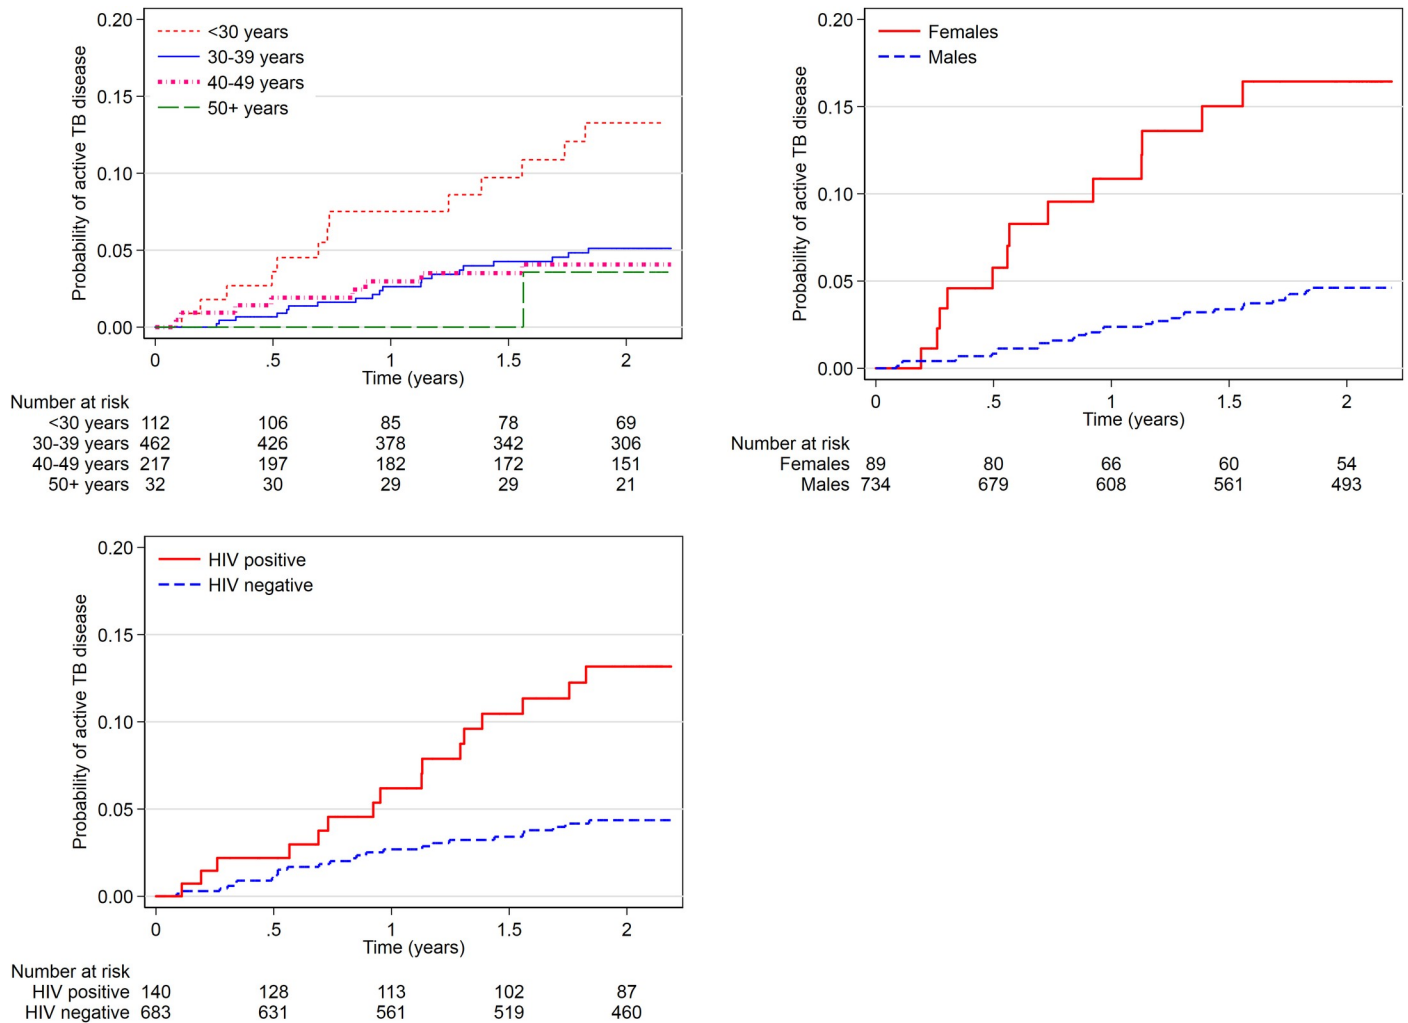 Probability of active TB disease
0.20
0.15
0.10
0.05
0.00
<30 years
30-39 years
40-49 years
50+ years
0 .5 1 1.5 2
Time (years)
Number at risk
<30 years 112 106 85 78 69
30-39 years 462 426 378 342 306
40-49 years 217 197 182 172 151
50+ years 32 30 29 29 21
Probability of active TB disease
0.20
0.15
0.10
0.05
0.00
Females
Males
0 .5 1 1.5 2
Time (years)
Number at risk
Females 89 80 66 60 54
Males 734 679 608 561 493
Probability of active TB disease
0.20
0.15
0.10
0.05
0.00
HIV positive
HIV negative
0 .5 1 1.5 2
Time (years)
Number at risk
HIV positive 140 128 113 102 87
HIV negative 683 631 561 519 460